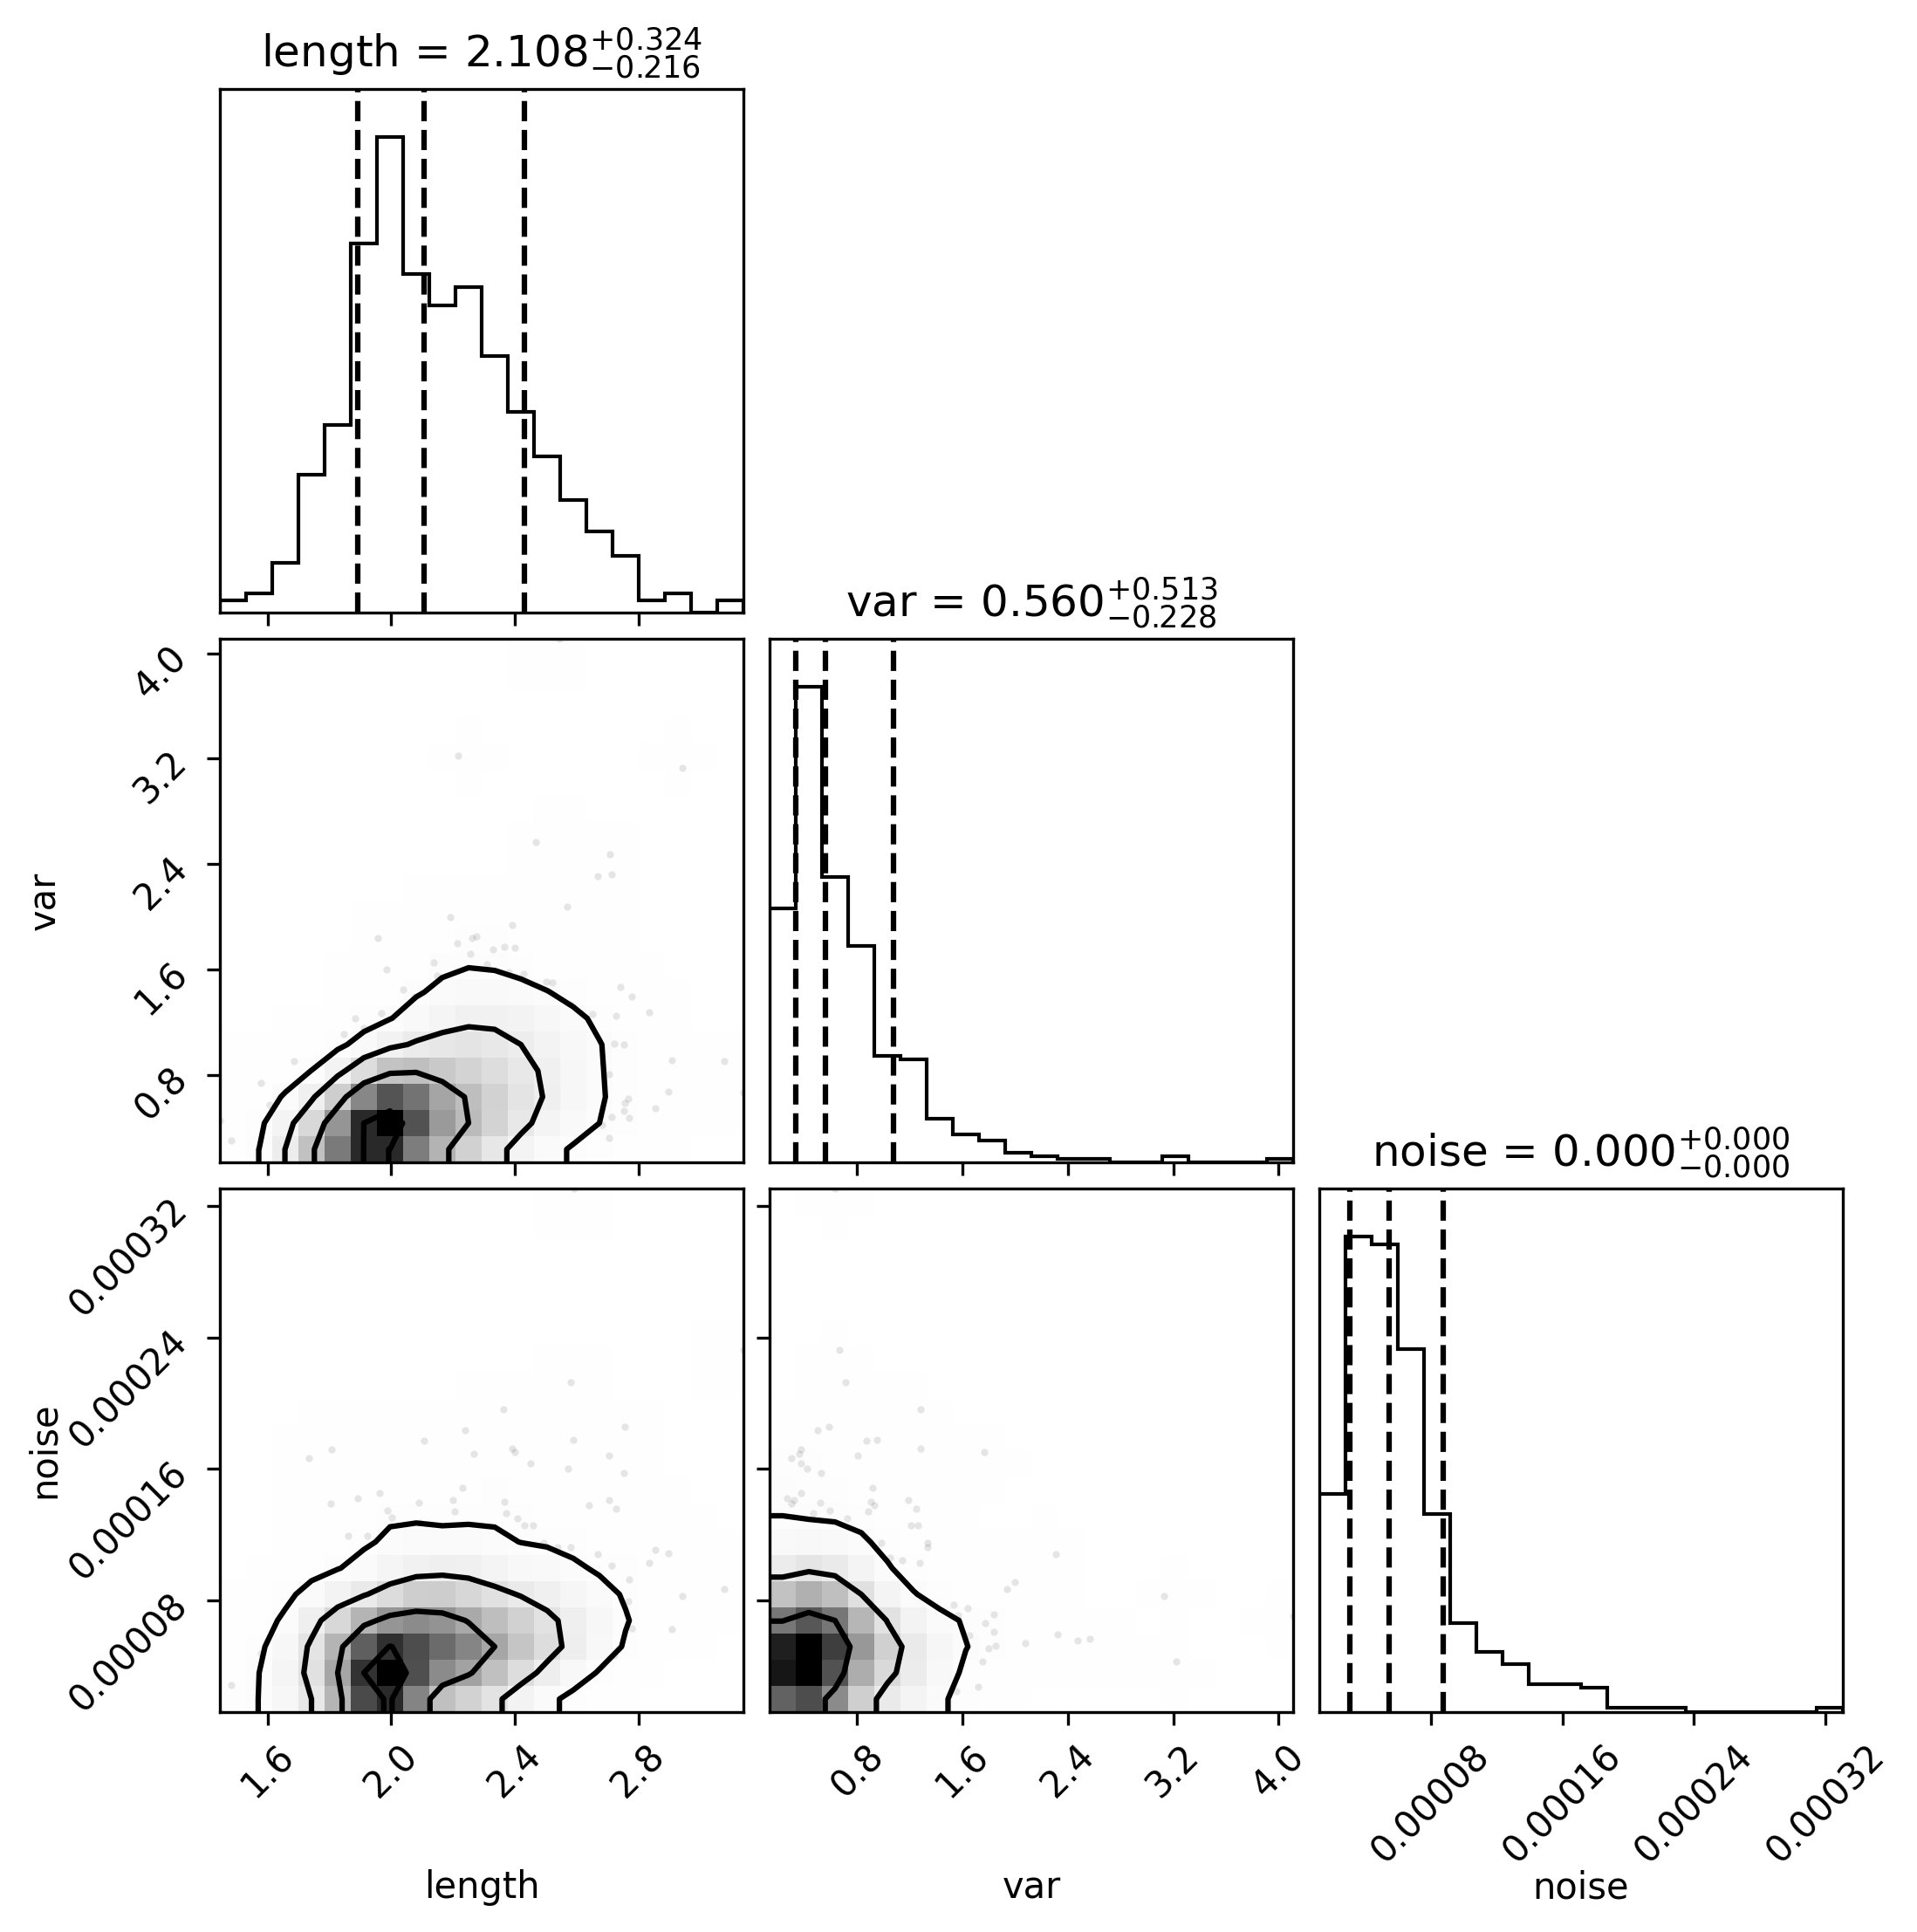 length = 2.108+0.324−0.216
var = 0.560+0.513−0.228
4.0
3.2
2.4
1.6
0.8
var
noise = 0.000+0.000−0.000
0.00032
0.00024
0.00016
0.00008
noise
1.6 2.0 2.4 2.8
0.8 1.6 2.4 3.2 4.0
0.00008 0.00016 0.00024 0.00032
length var noise